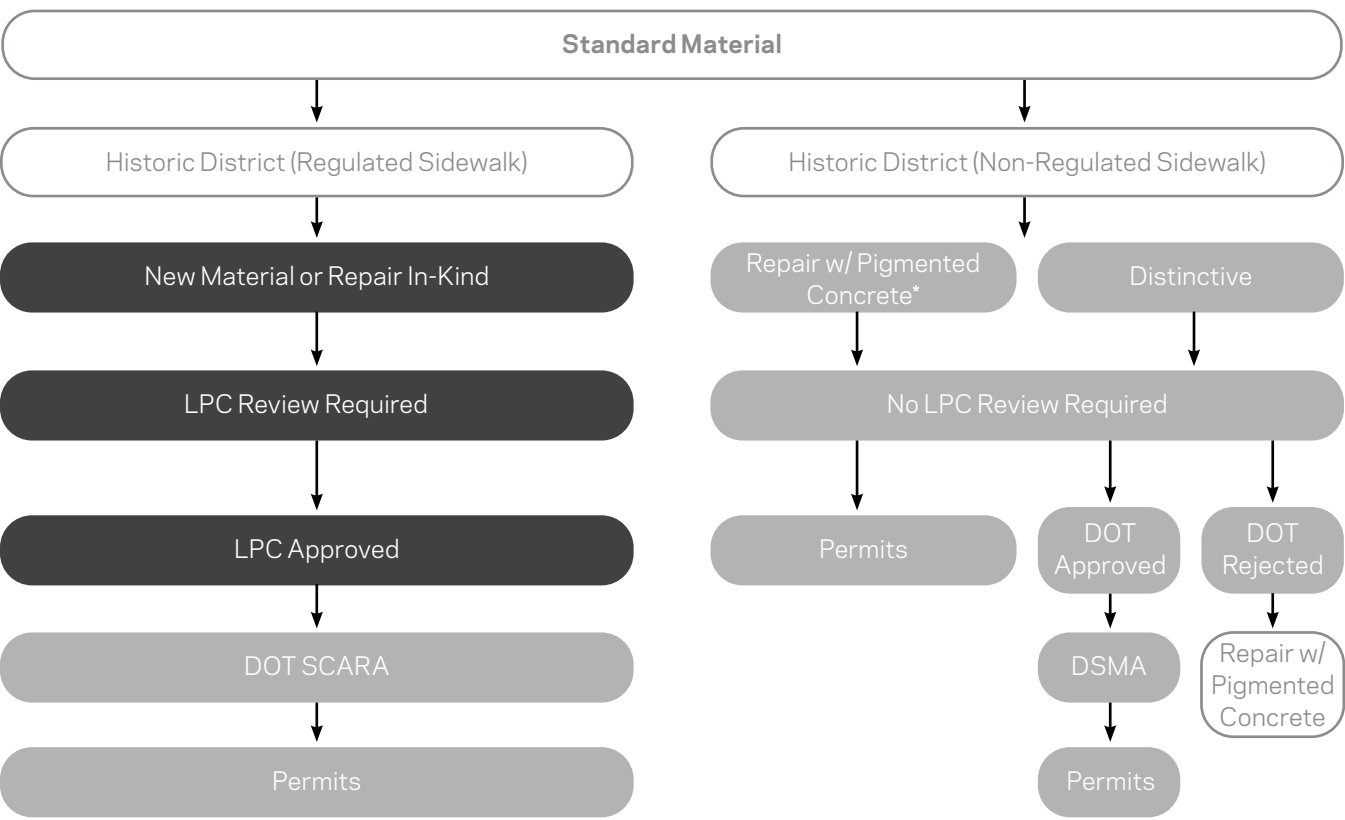 Standard Material
Historic District (Regulated Sidewalk)
Historic District (Non-Regulated Sidewalk)
New Material or Repair In-Kind
Repair w/ Pigmented
Concrete*
Distinctive
LPC Review Required
No LPC Review Required
LPC Approved
Permits
DOT
Approved
DOT
Rejected
DOT SCARA
DSMA
Repair w/
Pigmented
Concrete
Permits
Permits